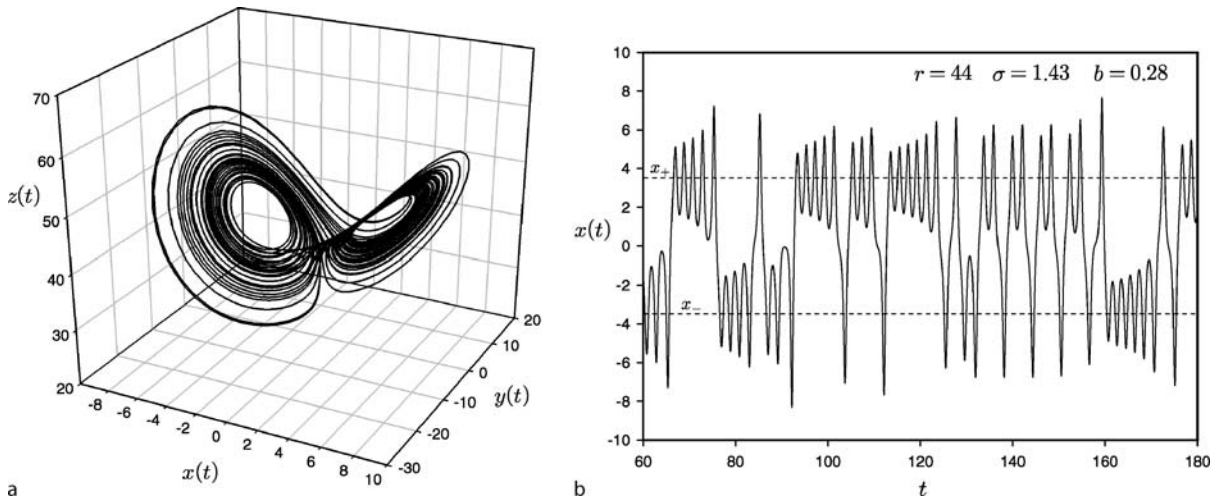 70
60
z(t) 50
40
30
20
-8 -6 -4 -2 0 2 4 6 8 10
x(t)
-30 -20 -10 0 10 20
y(t)
a
10
8
6
4
2
x(t) 0
-2
-4
-6
-8
-10
r = 44 σ = 1.43 b = 0.28
x+
x−
60 80 100 120 140 160 180
b t